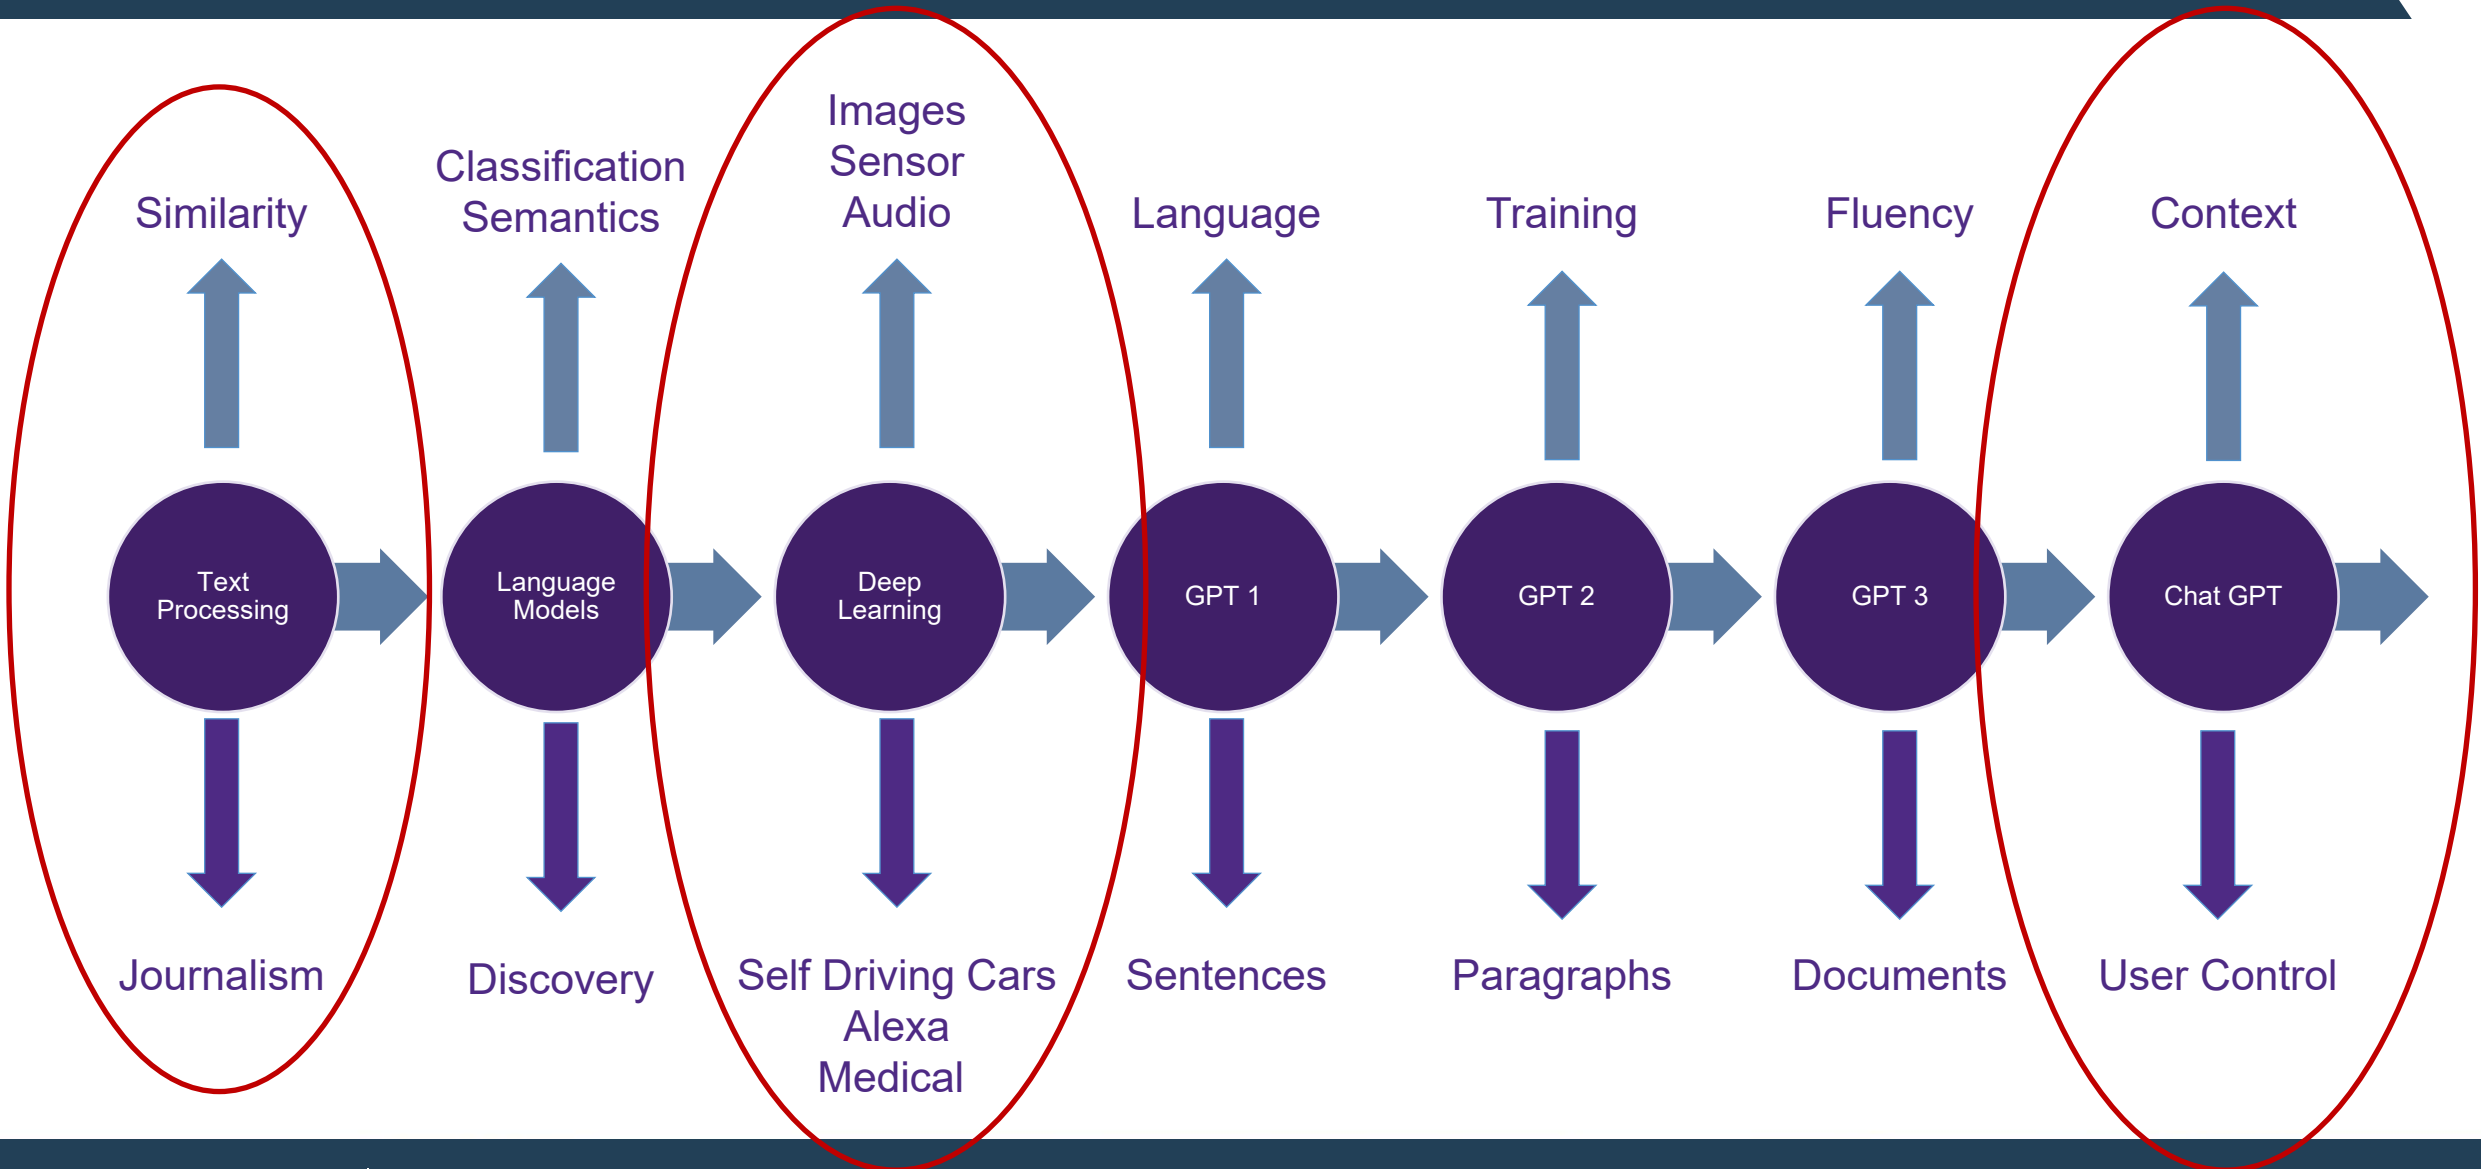 Similarity
Classification
Semantics
Images
Sensor
Audio
Language
Training
Fluency
Context
Text
Processing
Language
Models
Deep
Learning
GPT 1
GPT 2
GPT 3
Chat GPT
Journalism
Discovery
Self Driving Cars
Alexa
Medical
Sentences
Paragraphs
Documents
User Control